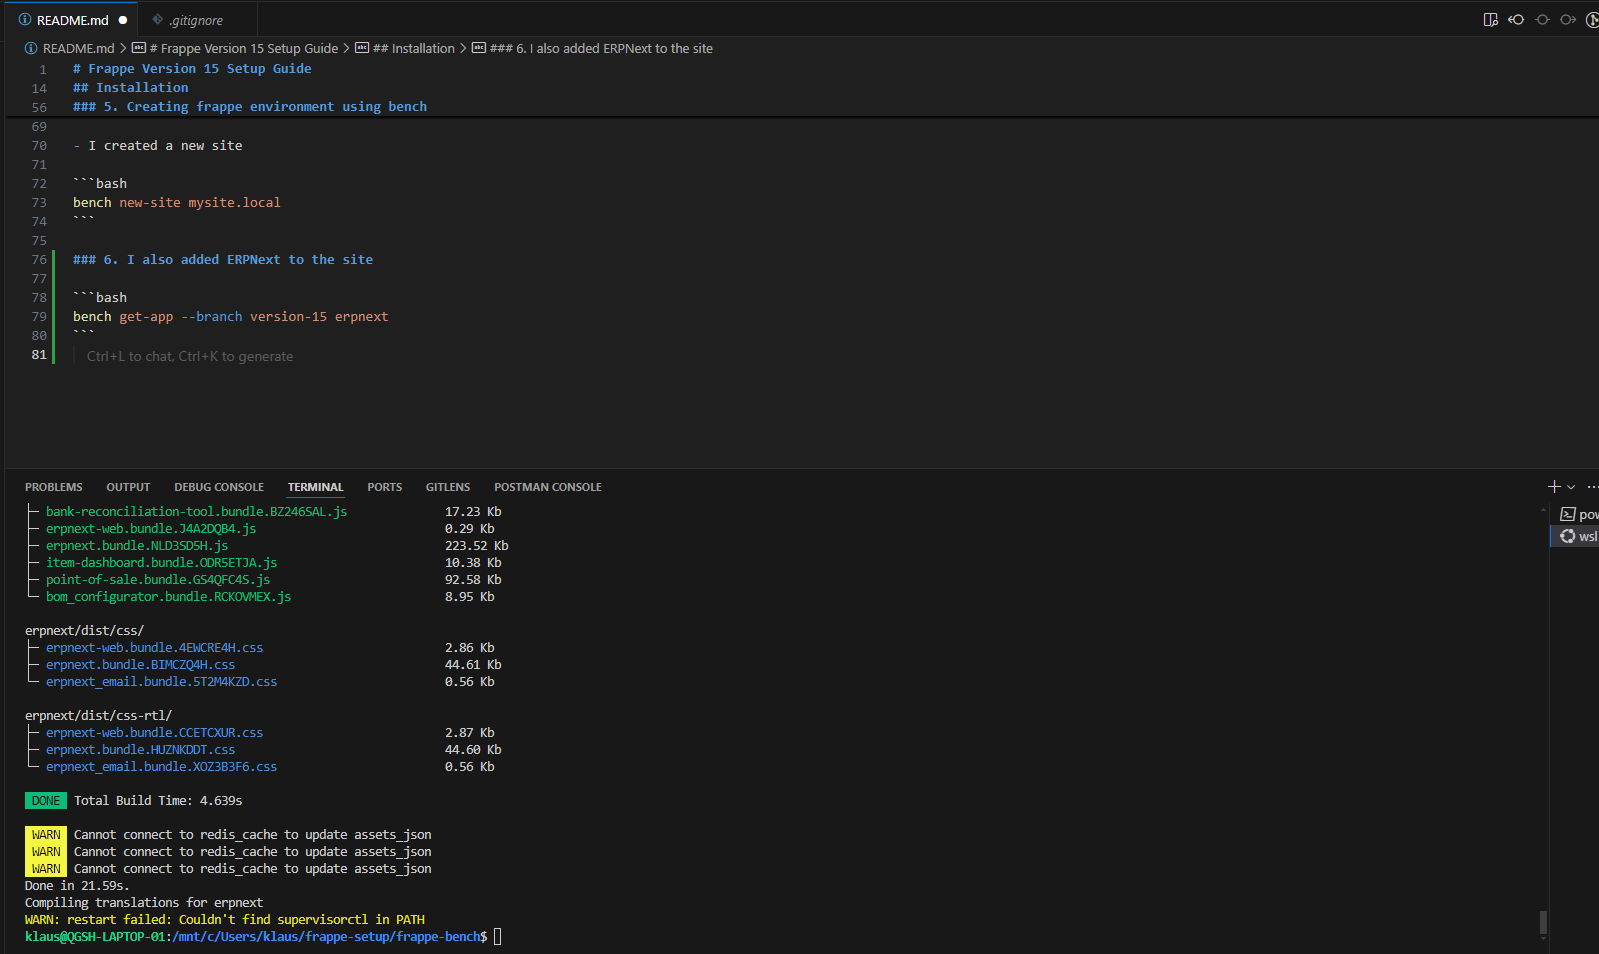 README.md
.gitignore
README.md > # Frappe Version 15 Setup Guide > ## Installation > ### 6. I also added ERPNext to the site
1 # Frappe Version 15 Setup Guide
14 ## Installation
56 ### 5. Creating frappe environment using bench
69
70 - I created a new site
71
72 ```bash
73 bench new-site mysite.local
74 ```
75
76 ### 6. I also added ERPNext to the site
77
78 ```bash
79 bench get-app --branch version-15 erpnext
80 ```
81 Ctrl+L to chat, Ctrl+K to generate
PROBLEMS OUTPUT DEBUG CONSOLE TERMINAL PORTS GITLENS POSTMAN CONSOLE
pow
wsl
├─ bank-reconciliation-tool.bundle.BZ246SAL.js 17.23 Kb
├─ erpnext-web.bundle.J4A2DQB4.js 0.29 Kb
├─ erpnext.bundle.NLD3SD5H.js 223.52 Kb
├─ item-dashboard.bundle.ODR5ETJA.js 10.38 Kb
├─ point-of-sale.bundle.GS4QFC4S.js 92.58 Kb
└─ bom_configurator.bundle.RCKOVMEX.js 8.95 Kb
erpnext/dist/css/
├─ erpnext-web.bundle.4EWCRE4H.css 2.86 Kb
├─ erpnext.bundle.BIMCZQ4H.css 44.61 Kb
└─ erpnext_email.bundle.5T2M4KZD.css 0.56 Kb
erpnext/dist/css-rtl/
├─ erpnext-web.bundle.CCETCXUR.css 2.87 Kb
├─ erpnext.bundle.HUZNKDDT.css 44.60 Kb
└─ erpnext_email.bundle.XOZ3B3F6.css 0.56 Kb
DONE Total Build Time: 4.639s
WARN Cannot connect to redis_cache to update assets_json
WARN Cannot connect to redis_cache to update assets_json
WARN Cannot connect to redis_cache to update assets_json
Done in 21.59s.
Compiling translations for erpnext
WARN: restart failed: Couldn't find supervisorctl in PATH
klaus@QGSH-LAPTOP-01:/mnt/c/Users/klaus/frappe-setup/frappe-bench$